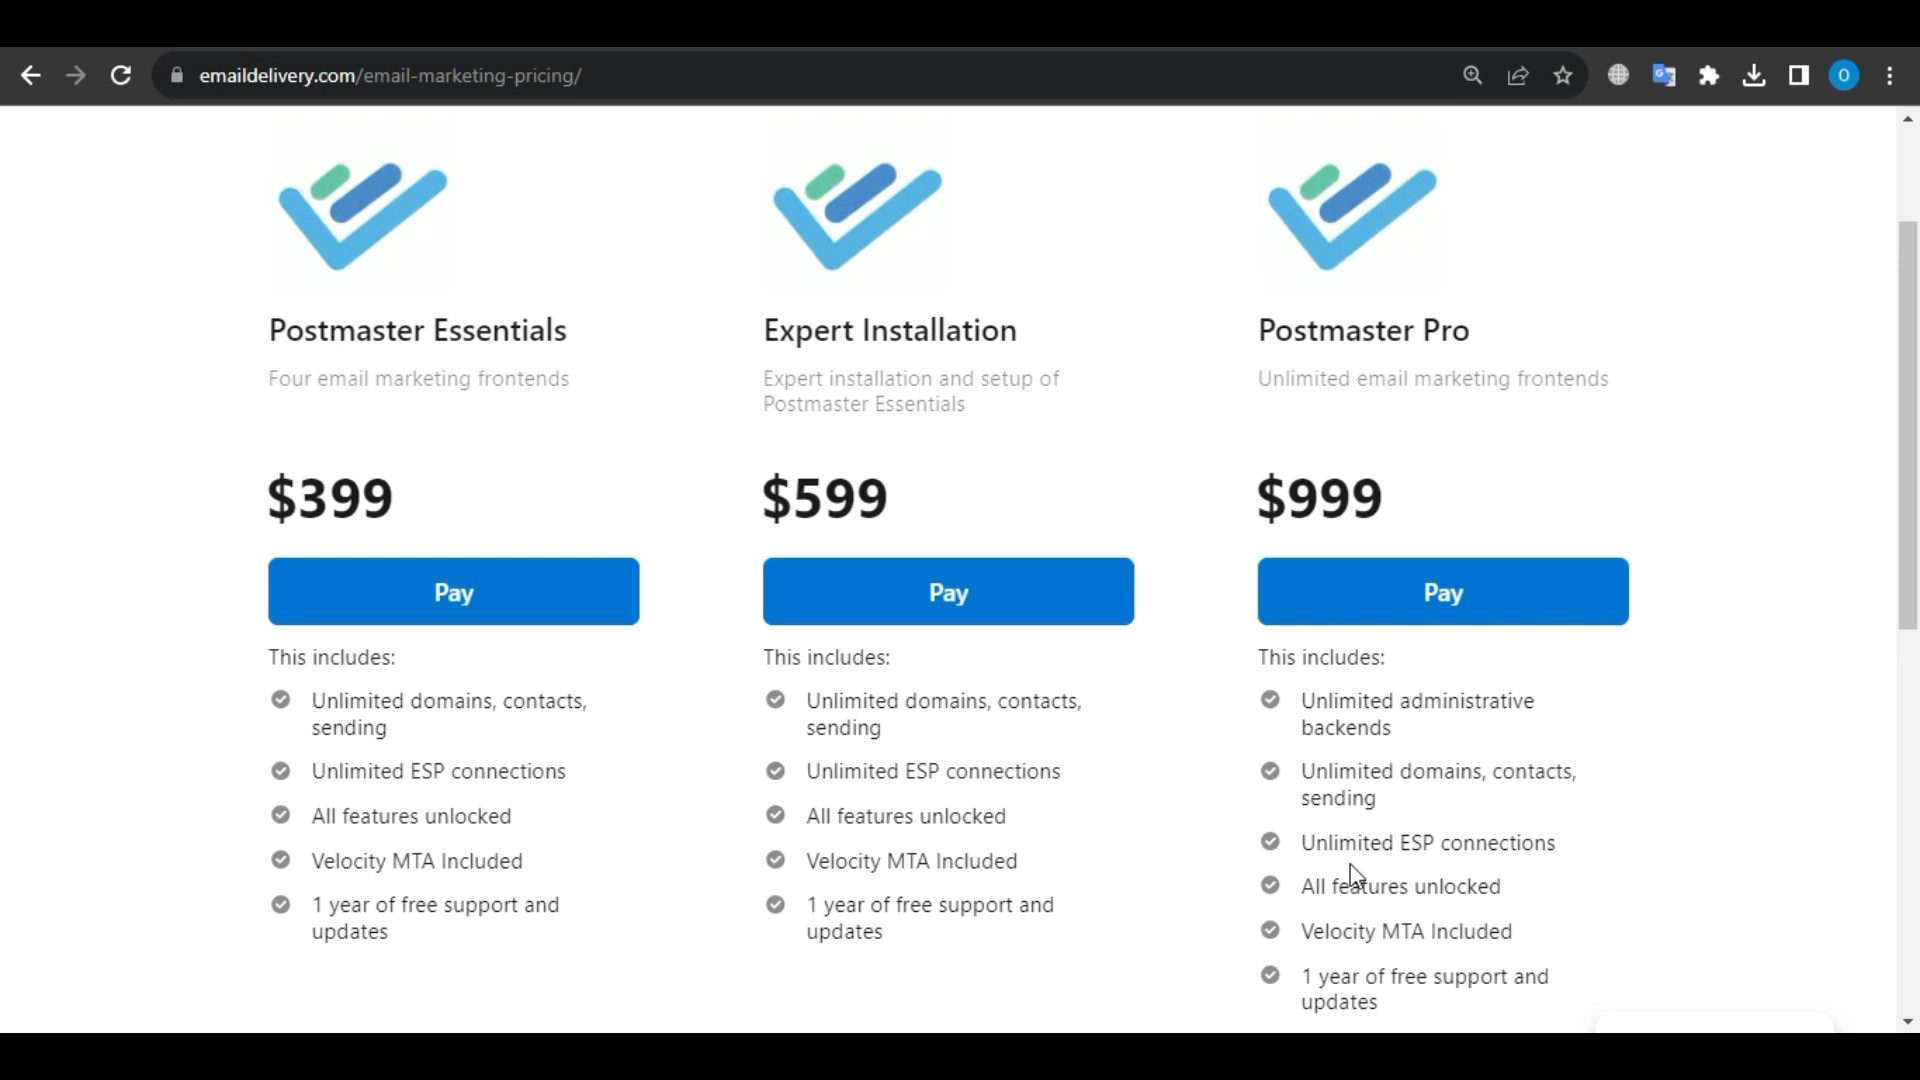 emaildelivery.com/email-marketing-pricing/
O
Postmaster Essentials
Four email marketing frontends
$399
Pay
This includes:
Unlimited domains, contacts,
sending
Unlimited ESP connections
All features unlocked
Velocity MTA Included
1 year of free support and
updates
Expert Installation
Expert installation and setup of
Postmaster Essentials
$599
Pay
This includes:
Unlimited domains, contacts,
sending
Unlimited ESP connections
All features unlocked
Velocity MTA Included
1 year of free support and
updates
Postmaster Pro
Unlimited email marketing frontends
$999
Pay
This includes:
Unlimited administrative
backends
Unlimited domains, contacts,
sending
Unlimited ESP connections
All features unlocked
Velocity MTA Included
1 year of free support and
updates